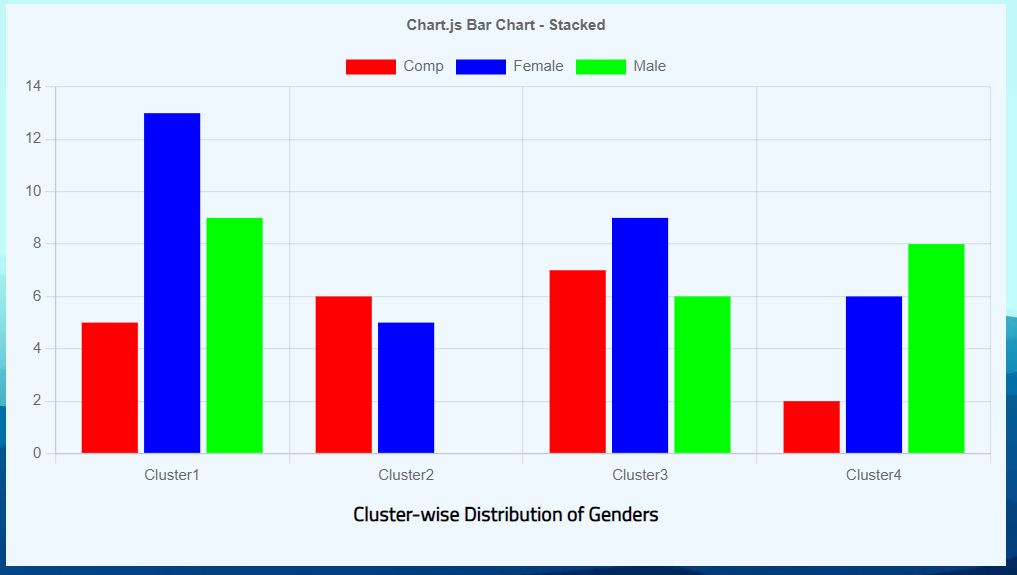 Chart.js Bar Chart - Stacked
Comp Female Male
14
12
10
8
6
4
2
0
Cluster1 Cluster2 Cluster3 Cluster4
Cluster-wise Distribution of Genders